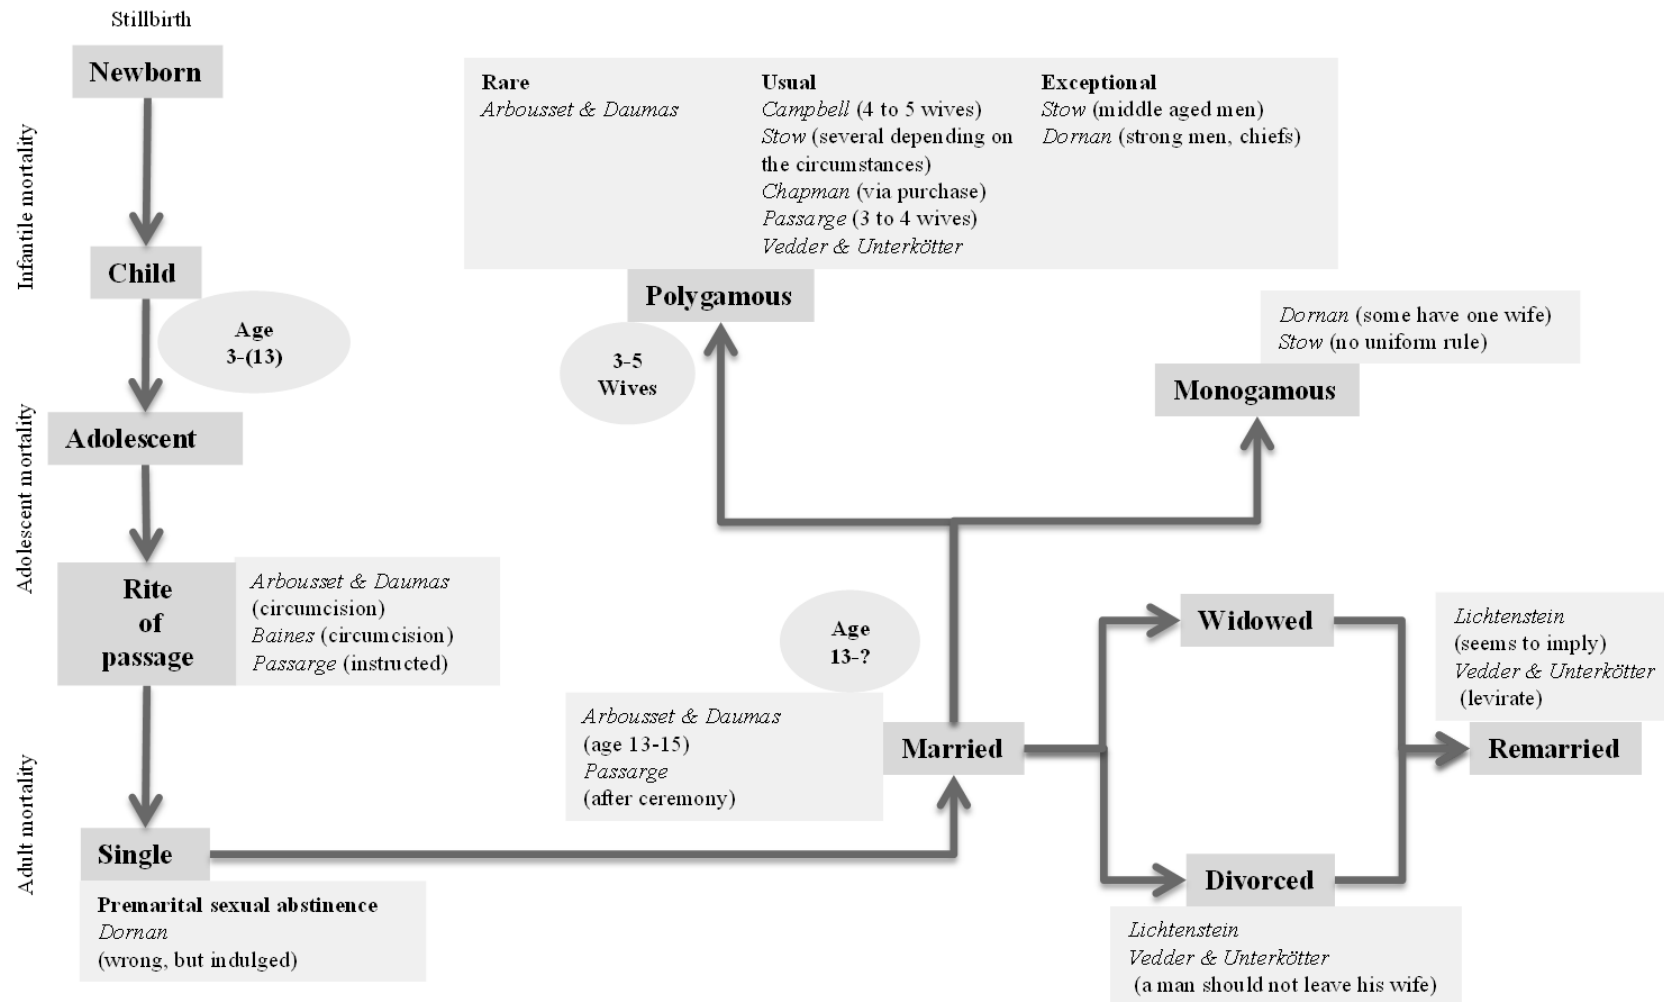 Stillbirth
Newborn
Infantile mortality
Child
Age
3-(13)
Adolescent
Adolescent mortality
Rite
of
passage
Arbousset & Daumas
(circumcision)
Baines (circumcision)
Passarge (instructed)
Adult mortality
Single
Premarital sexual abstinence
Dornan
(wrong, but indulged)
Rare
Arbousset & Daumas
Usual
Campbell (4 to 5 wives)
Stow (several depending on
the circumstances)
Chapman (via purchase)
Passarge (3 to 4 wives)
Vedder & Unterkötter
Exceptional
Stow (middle aged men)
Dornan (strong men, chiefs)
Polygamous
3-5
Wives
Dornan (some have one wife)
Stow (no uniform rule)
Monogamous
Age
13-?
Arbousset & Daumas
(age 13-15)
Passarge
(after ceremony)
Married
Widowed
Divorced
Lichtenstein
Vedder & Unterkötter
(a man should not leave his wife)
Lichtenstein
(seems to imply)
Vedder & Unterkötter
(levirate)
Remarried